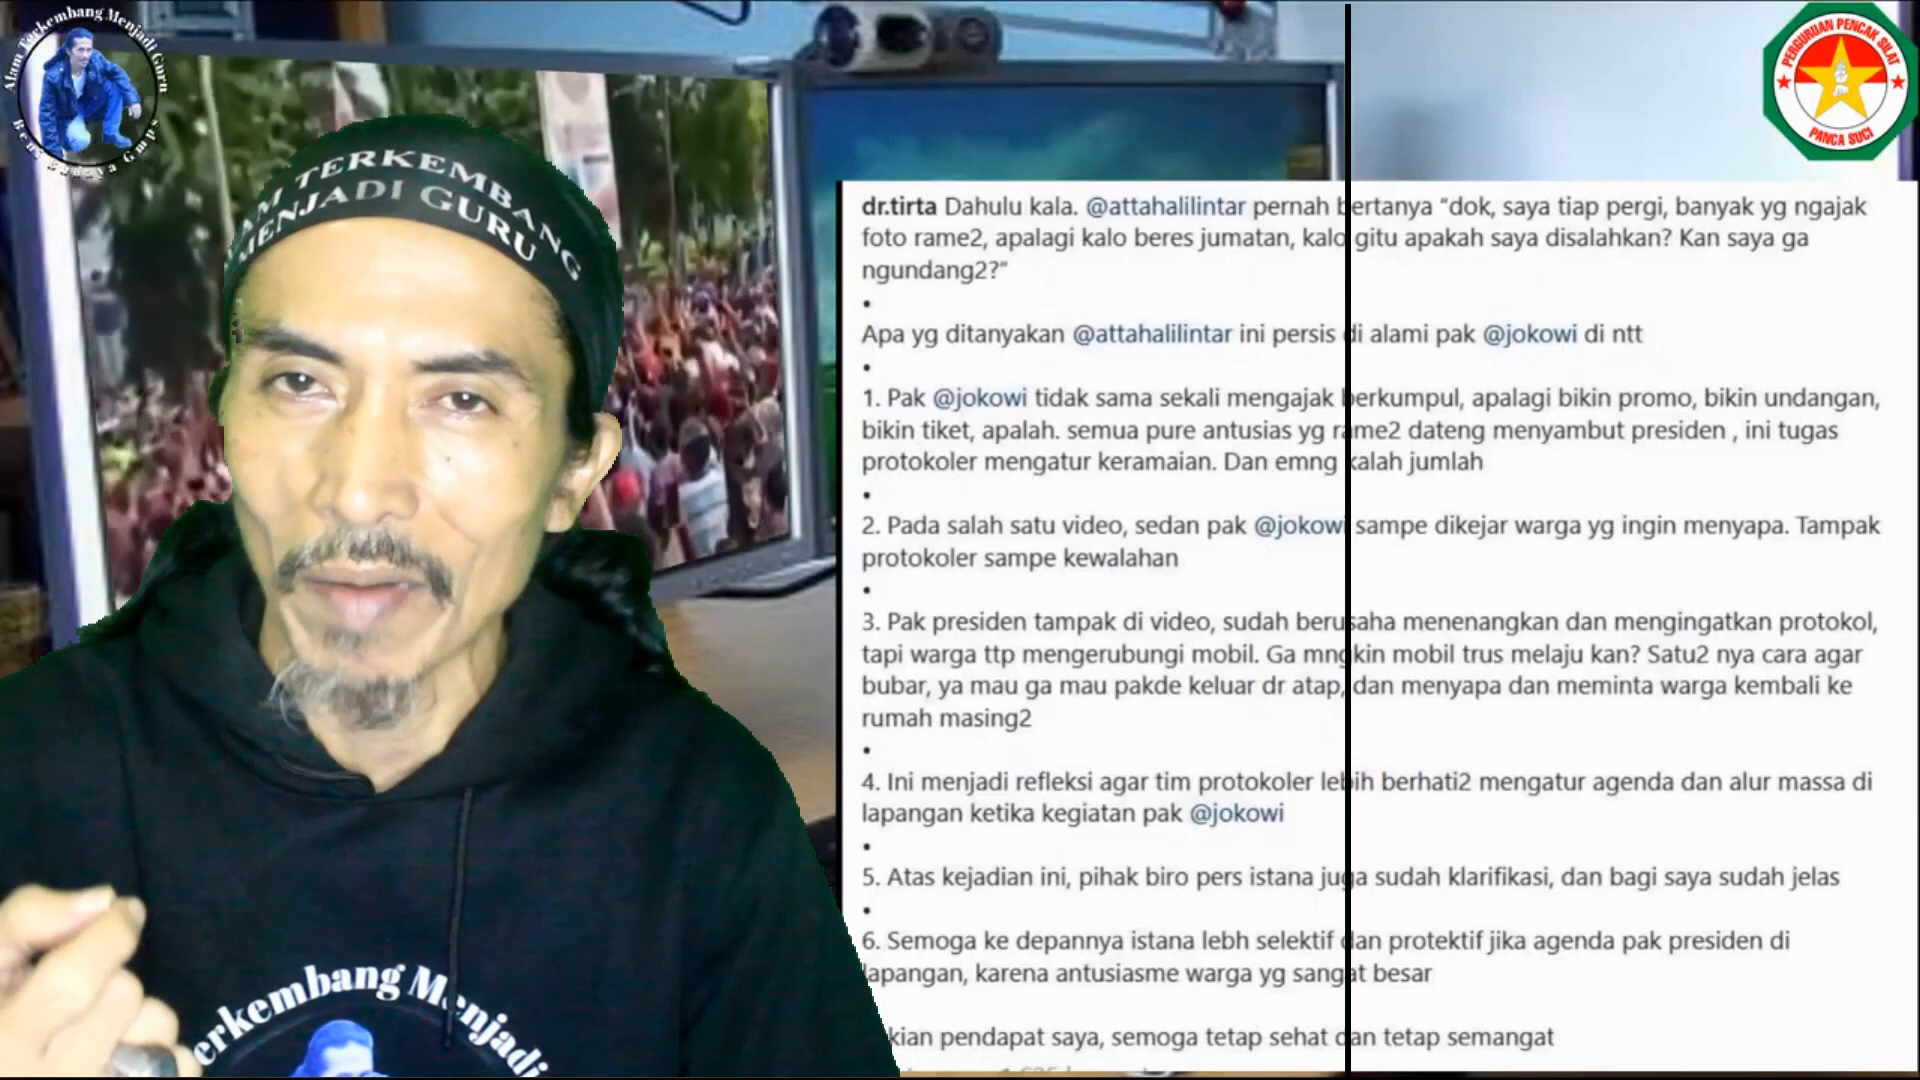 Alam Terkembang Menjadi Guru
Beni Budaya Gmps
PERGURUAN PENCAK SILAT
PANCA SUCI
TERKEMBANG
MENJADI GURU
dr.tirta Dahulu kala. @attahalilintar pernah bertanya “dok, saya tiap pergi, banyak yg ngajak
foto rame2, apalagi kalo beres jumatan, kalo gitu apakah saya disalahkan? Kan saya ga
ngundang2?”
•
Apa yg ditanyakan @attahalilintar ini persis di alami pak @jokowi di ntt
•
1. Pak @jokowi tidak sama sekali mengajak berkumpul, apalagi bikin promo, bikin undangan,
bikin tiket, apalah. semua pure antusias yg rame2 dateng menyambut presiden , ini tugas
protokoler mengatur keramaian. Dan emng kalah jumlah
•
2. Pada salah satu video, sedan pak @jokowi sampe dikejar warga yg ingin menyapa. Tampak
protokoler sampe kewalahan
•
3. Pak presiden tampak di video, sudah berusaha menenangkan dan mengingatkan protokol,
tapi warga ttp mengerubungi mobil. Ga mngkin mobil trus melaju kan? Satu2 nya cara agar
bubar, ya mau ga mau pakde keluar dr atap, dan menyapa dan meminta warga kembali ke
rumah masing2
•
4. Ini menjadi refleksi agar tim protokoler lebih berhati2 mengatur agenda dan alur massa di
lapangan ketika kegiatan pak @jokowi
•
5. Atas kejadian ini, pihak biro pers istana juga sudah klarifikasi, dan bagi saya sudah jelas
•
6. Semoga ke depannya istana lebh selektif dan protektif jika agenda pak presiden di
lapangan, karena antusiasme warga yg sangat besar
kian pendapat saya, semoga tetap sehat dan tetap semangat
erkembang Menjadi